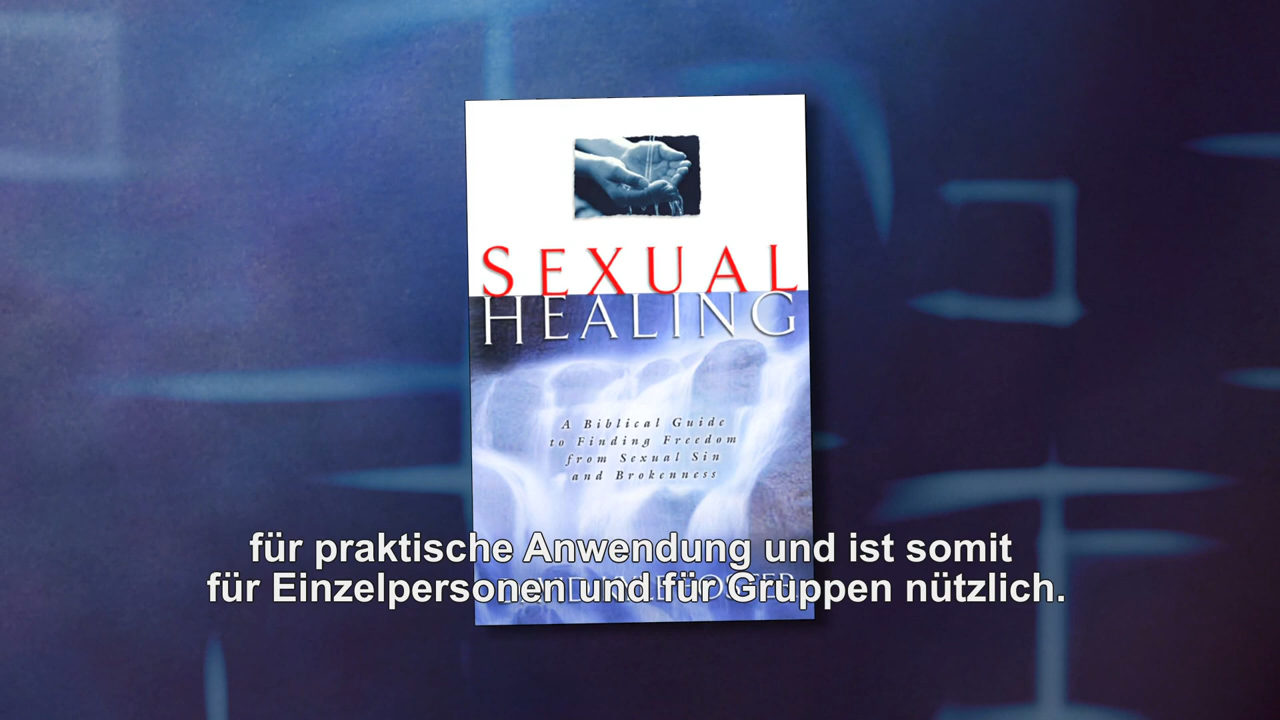 SEXUAL
HEALING
A Biblical Guide
to Finding Freedom
from Sexual Sin
and Brokenness
für praktische Anwendung und ist somit
für Einzelpersonen und für Gruppen nützlich.